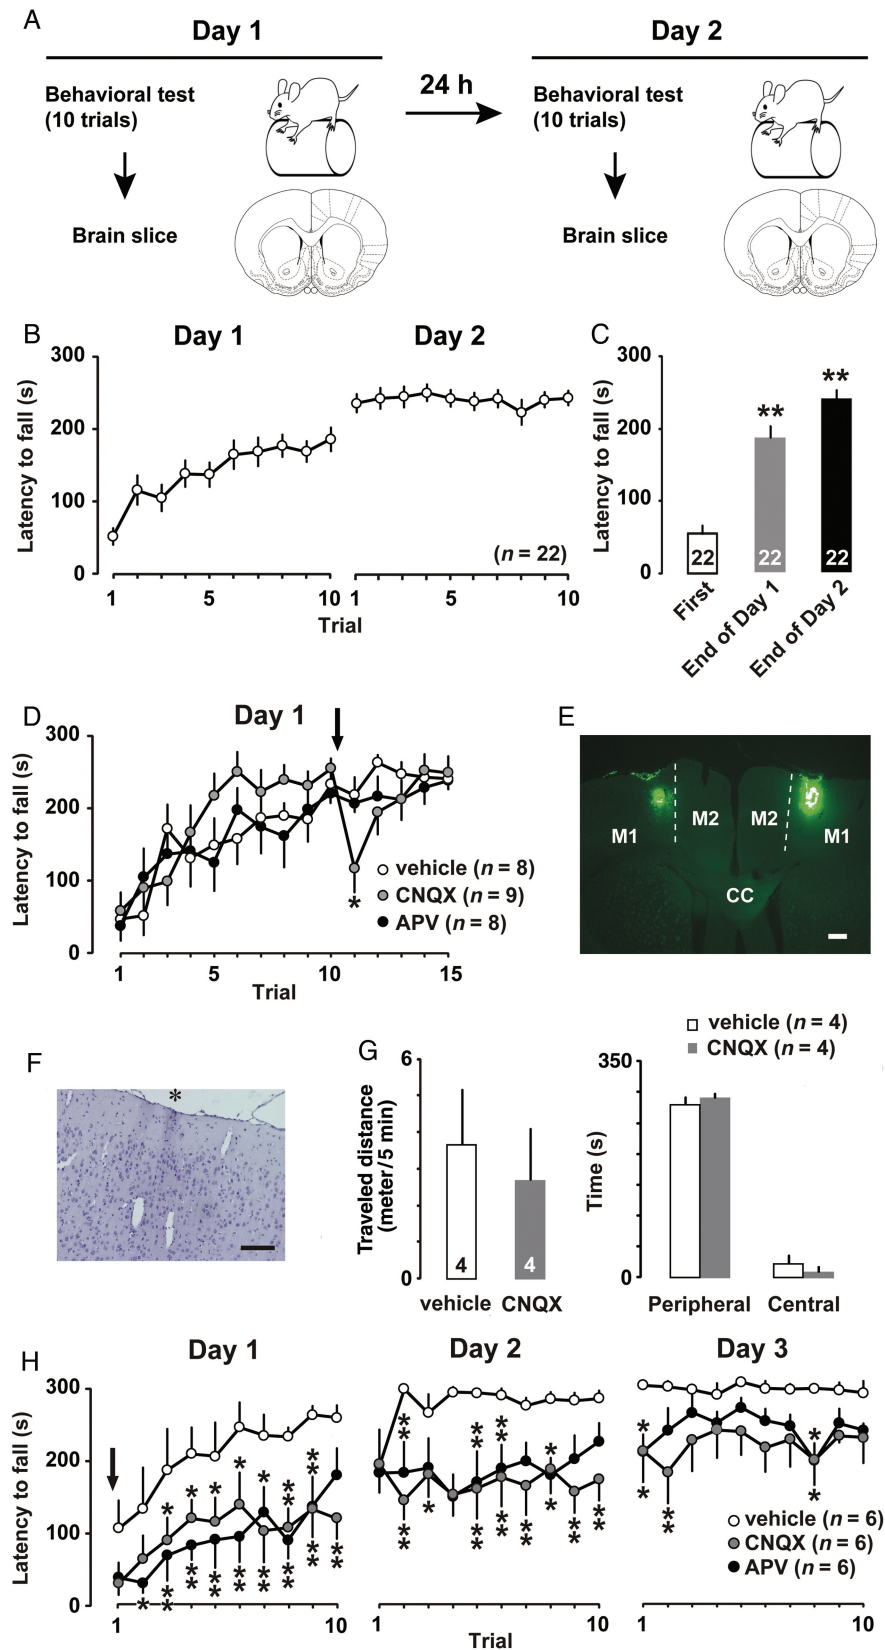 A
Day 1
Day 2
Behavioral test
(10 trials)
24 h
Behavioral test
(10 trials)
Brain slice
Brain slice
B
Day 1
Day 2
C
Latency to fall (s)
300
200
100
0
1
5
10
1
5
10
(n = 22)
Trial
Latency to fall (s)
300
200
100
0
**
**
22
22
22
First
End of Day 1
End of Day 2
D
Day 1
Latency to fall (s)
300
200
100
0
vehicle (n = 8)
CNQX (n = 9)
APV (n = 8)
*
1
5
10
15
Trial
E
M1
M2
M2
M1
CC
F
*
G
Traveled distance
(meter/5 min)
6
0
4
4
vehicle
CNQX
vehicle (n = 4)
CNQX (n = 4)
Time (s)
350
0
Peripheral
Central
H
Day 1
Day 2
Day 3
Latency to fall (s)
300
200
100
0
vehicle (n = 6)
CNQX (n = 6)
APV (n = 6)
1
10
1
10
1
10
Trial